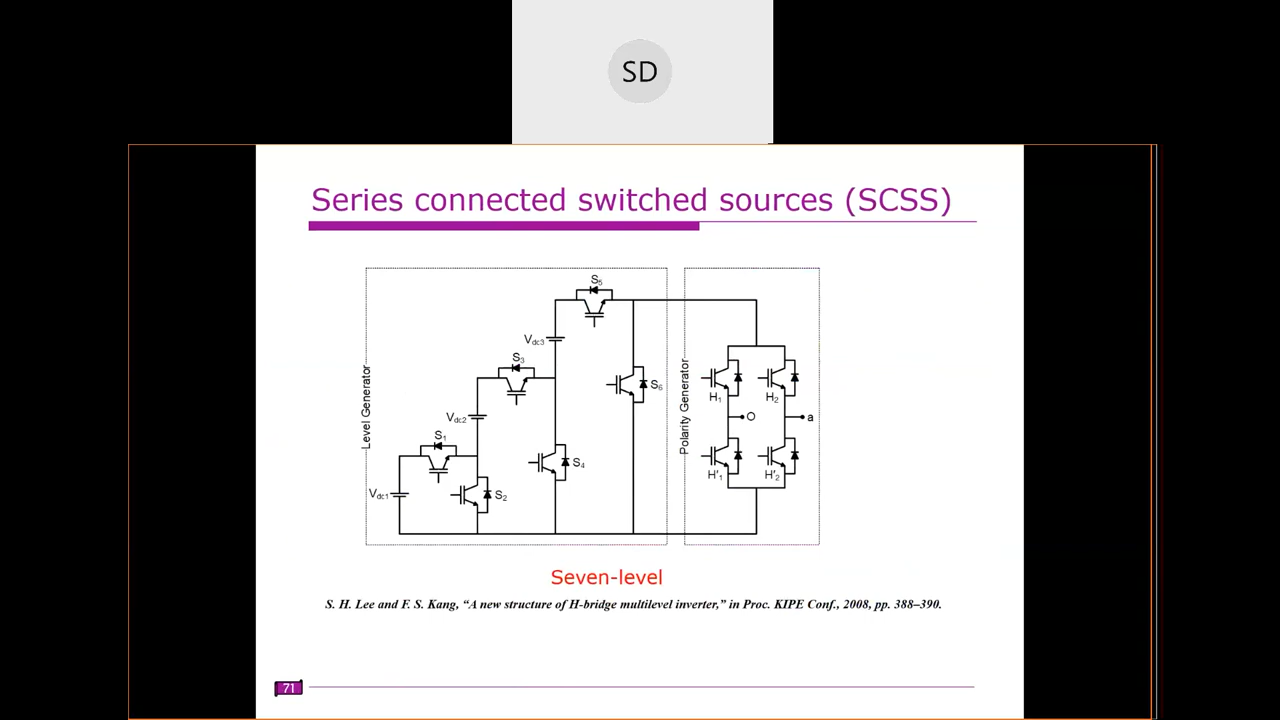 SD
Series connected switched sources (SCSS)
S5
Vdc3
S3
S6
Vdc2
S1
S4
Vdc1
S2
Level Generator
Polarity Generator
H1
H2
O
a
H'1
H'2
Seven-level
S. H. Lee and F. S. Kang, “A new structure of H-bridge multilevel inverter,” in Proc. KIPE Conf., 2008, pp. 388–390.
71